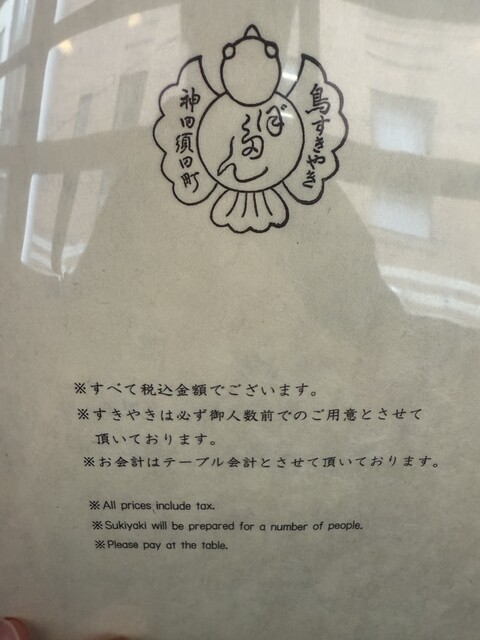 鳥すきやき
ぼたん
神田須田町
※すべて税込金額でございます。
※すきやきは必ず御人数前でのご用意とさせて
頂いております。
※お会計はテーブル会計とさせて頂いております。
※All prices include tax.
※Sukiyaki will be prepared for a number of people.
※Please pay at the table.